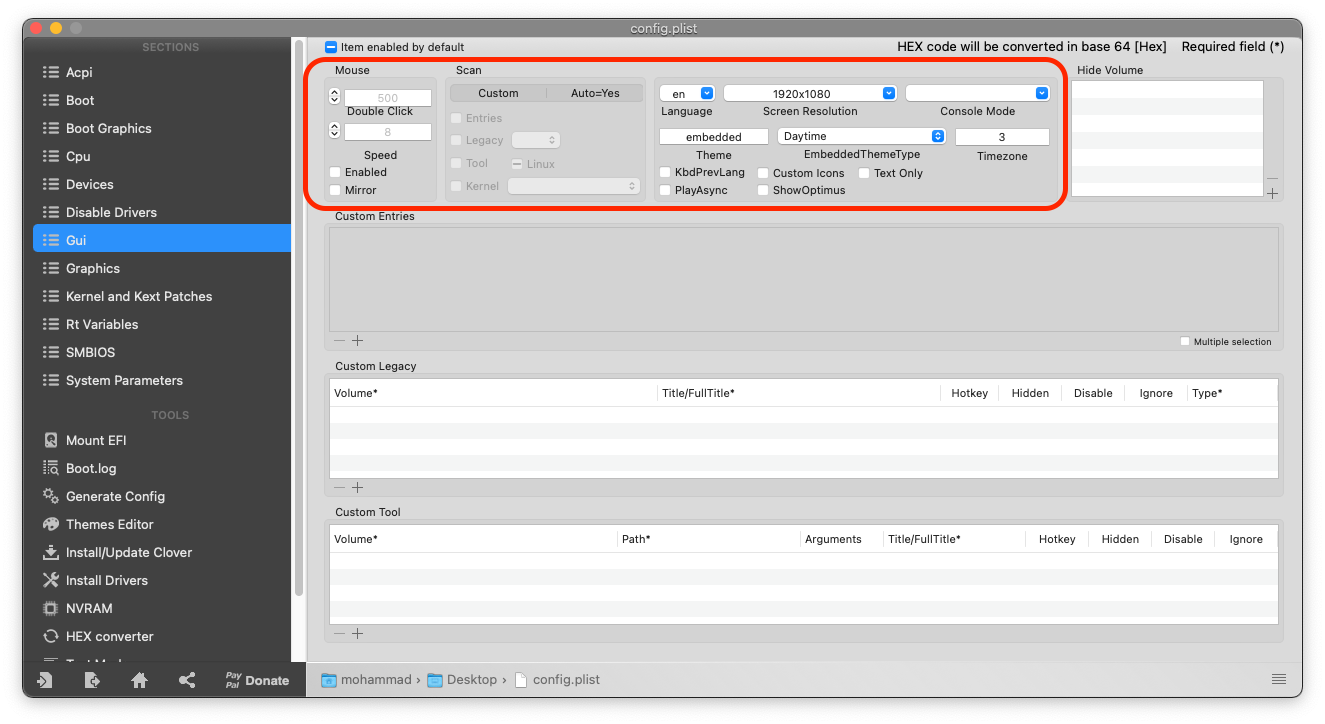 config.plist
SECTIONS
Acpi
Boot
Boot Graphics
Cpu
Devices
Disable Drivers
Gui
Graphics
Kernel and Kext Patches
Rt Variables
SMBIOS
System Parameters
TOOLS
Mount EFI
Boot.log
Generate Config
Themes Editor
Install/Update Clover
Install Drivers
NVRAM
HEX converter
Pay
Pal Donate
Item enabled by default
HEX code will be converted in base 64 [Hex] Required field (*)
Mouse
500
Double Click
8
Speed
Enabled
Mirror
Scan
Custom Auto=Yes
Entries
Legacy
Tool Linux
Kernel
en 1920x1080
Language Screen Resolution Console Mode
embedded Daytime 3
Theme EmbeddedThemeType Timezone
KbdPrevLang Custom Icons Text Only
PlayAsync ShowOptimus
Hide Volume
Custom Entries
Multiple selection
Custom Legacy
Volume* Title/FullTitle* Hotkey Hidden Disable Ignore Type*
Custom Tool
Volume* Path* Arguments Title/FullTitle* Hotkey Hidden Disable Ignore
mohammad › Desktop › config.plist